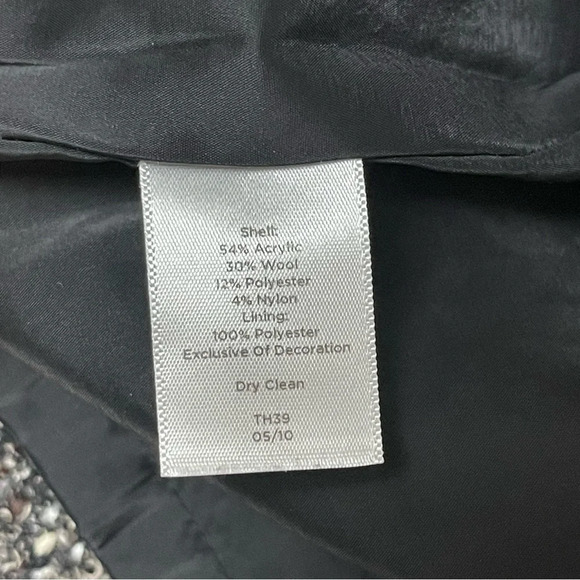 Shell:
54% Acrylic
30% Wool
12% Polyester
4% Nylon
Lining:
100% Polyester
Exclusive Of Decoration
Dry Clean
TH39
05/10